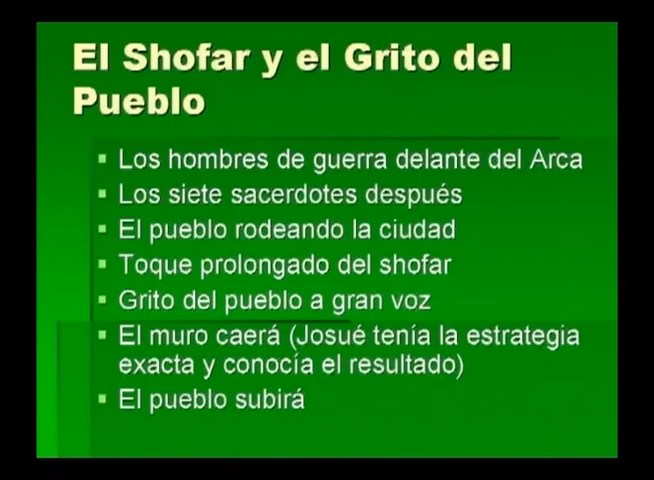 El Shofar y el Grito del
Pueblo
Los hombres de guerra delante del Arca
Los siete sacerdotes después
El pueblo rodeando la ciudad
Toque prolongado del shofar
Grito del pueblo a gran voz
El muro caerá (Josué tenía la estrategia
exacta y conocía el resultado)
El pueblo subirá